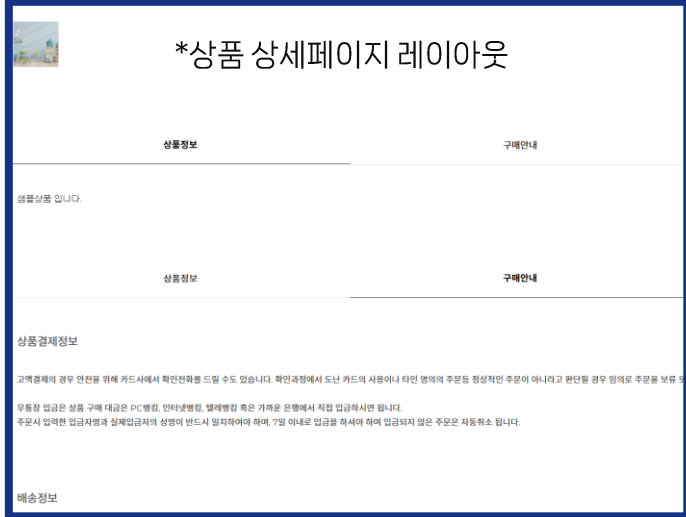 *상품 상세페이지 레이아웃
상품정보 구매안내
샘플상품 입니다.
상품정보 구매안내
상품결제정보
고액결제의 경우 안전을 위해 카드사에서 확인전화를 드릴 수도 있습니다. 확인과정에서 도난 카드의 사용이나 타인 명의의 주문등 정상적인 주문이 아니라고 판단될 경우 임의로 주문을 보류 또
무통장 입금은 상품 구매 대금은 PC뱅킹, 인터넷뱅킹, 텔레뱅킹 혹은 가까운 은행에서 직접 입금하시면 됩니다.
주문시 입력한 입금자명과 실제입금자의 성명이 반드시 일치하여야 하며, 7일 이내로 입금을 하셔야 하며 입금되지 않은 주문은 자동취소 됩니다.
배송정보